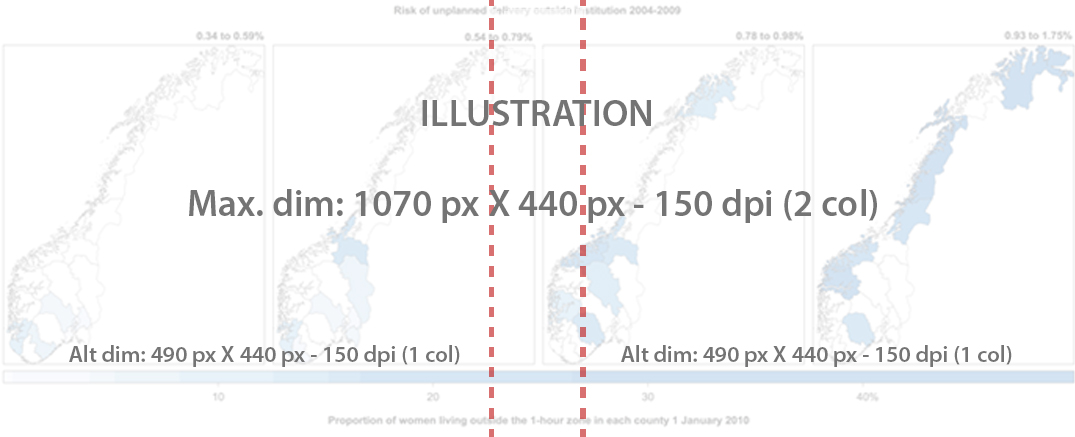 Risk of unplanned delivery outside institution 2004-2009
0.34 to 0.59%
0.54 to 0.79%
0.78 to 0.98%
0.93 to 1.75%
ILLUSTRATION
Max. dim: 1070 px X 440 px - 150 dpi (2 col)
Alt dim: 490 px X 440 px - 150 dpi (1 col)
Alt dim: 490 px X 440 px - 150 dpi (1 col)
10
20
30
40%
Proportion of women living outside the 1-hour zone in each county 1 January 2010